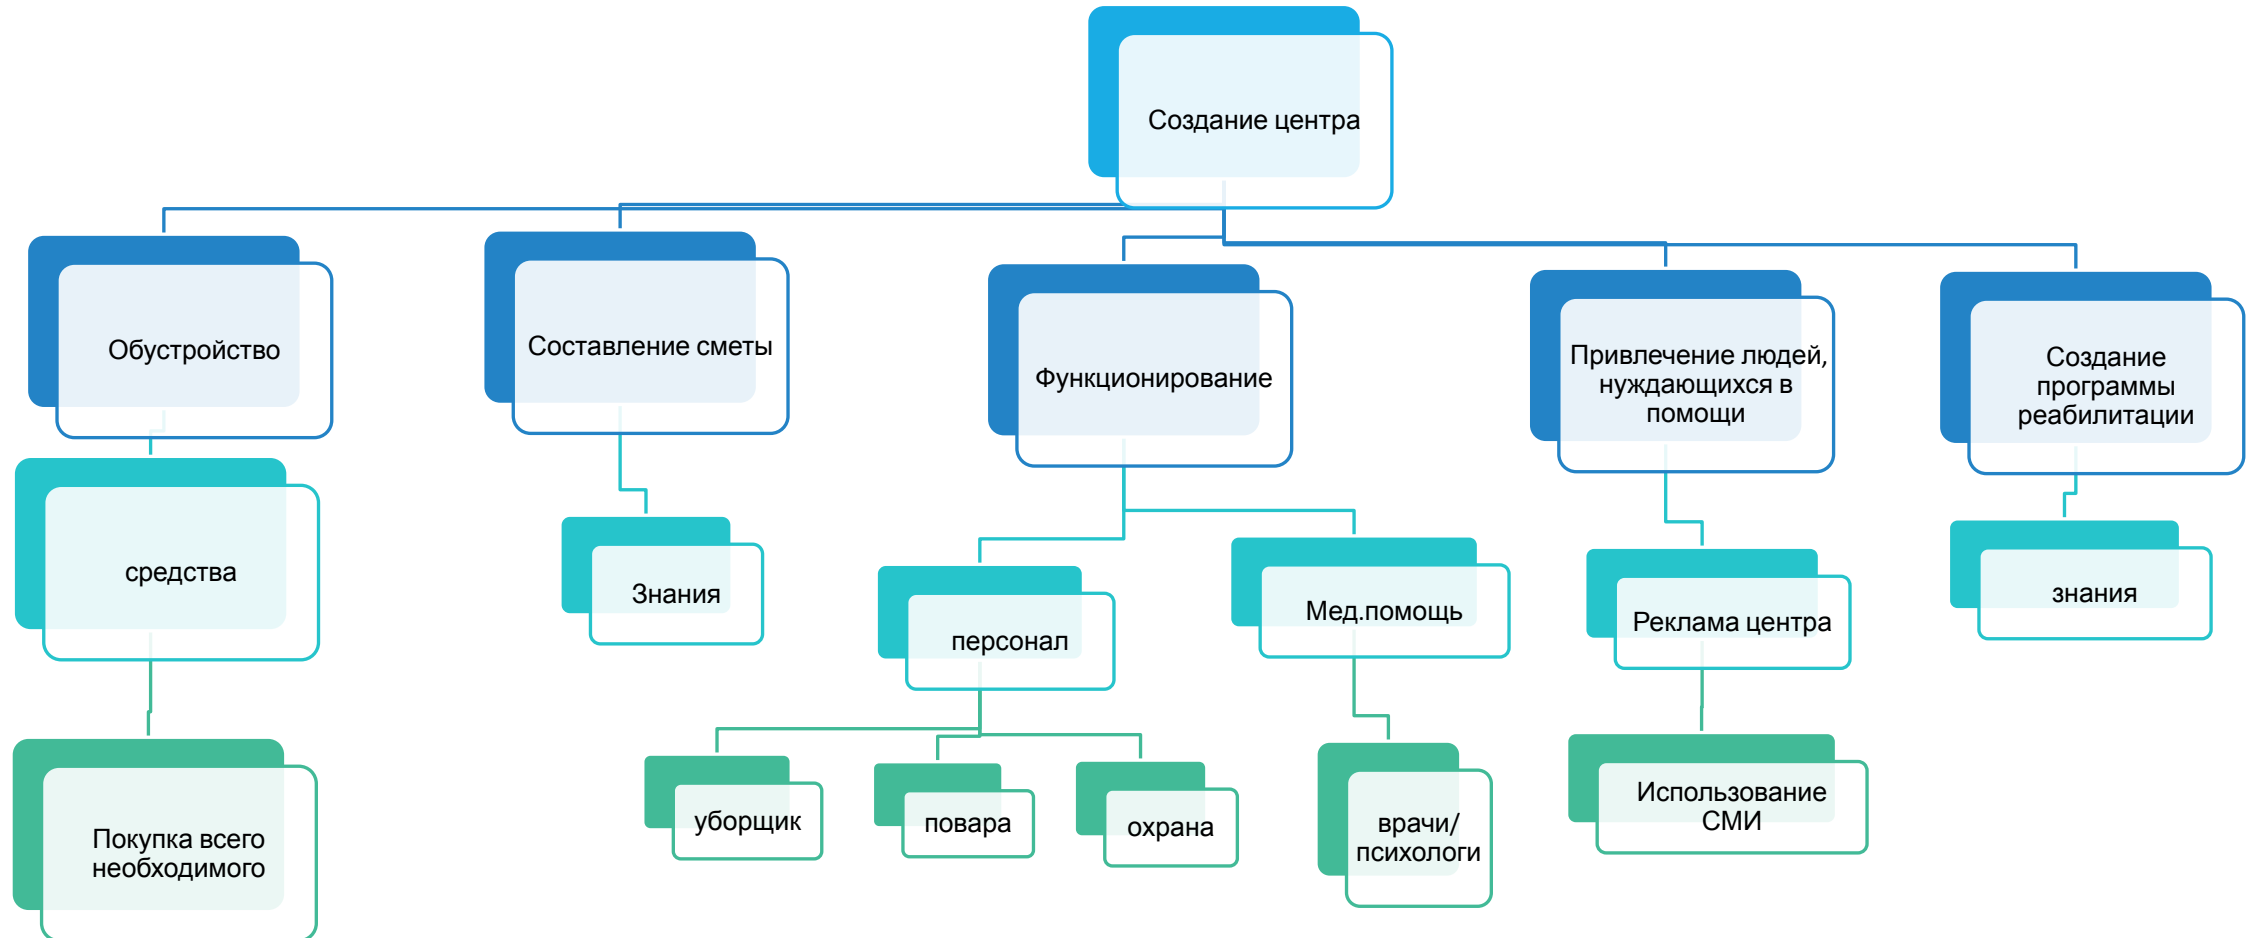 Создание центра
Обустройство
Составление сметы
Функционирование
Привлечение людей,
нуждающихся в
помощи
Создание
программы
реабилитации
средства
Знания
персонал
Мед.помощь
Реклама центра
знания
Покупка всего
необходимого
уборщик
повара
охрана
врачи/
психологи
Использование
СМИ